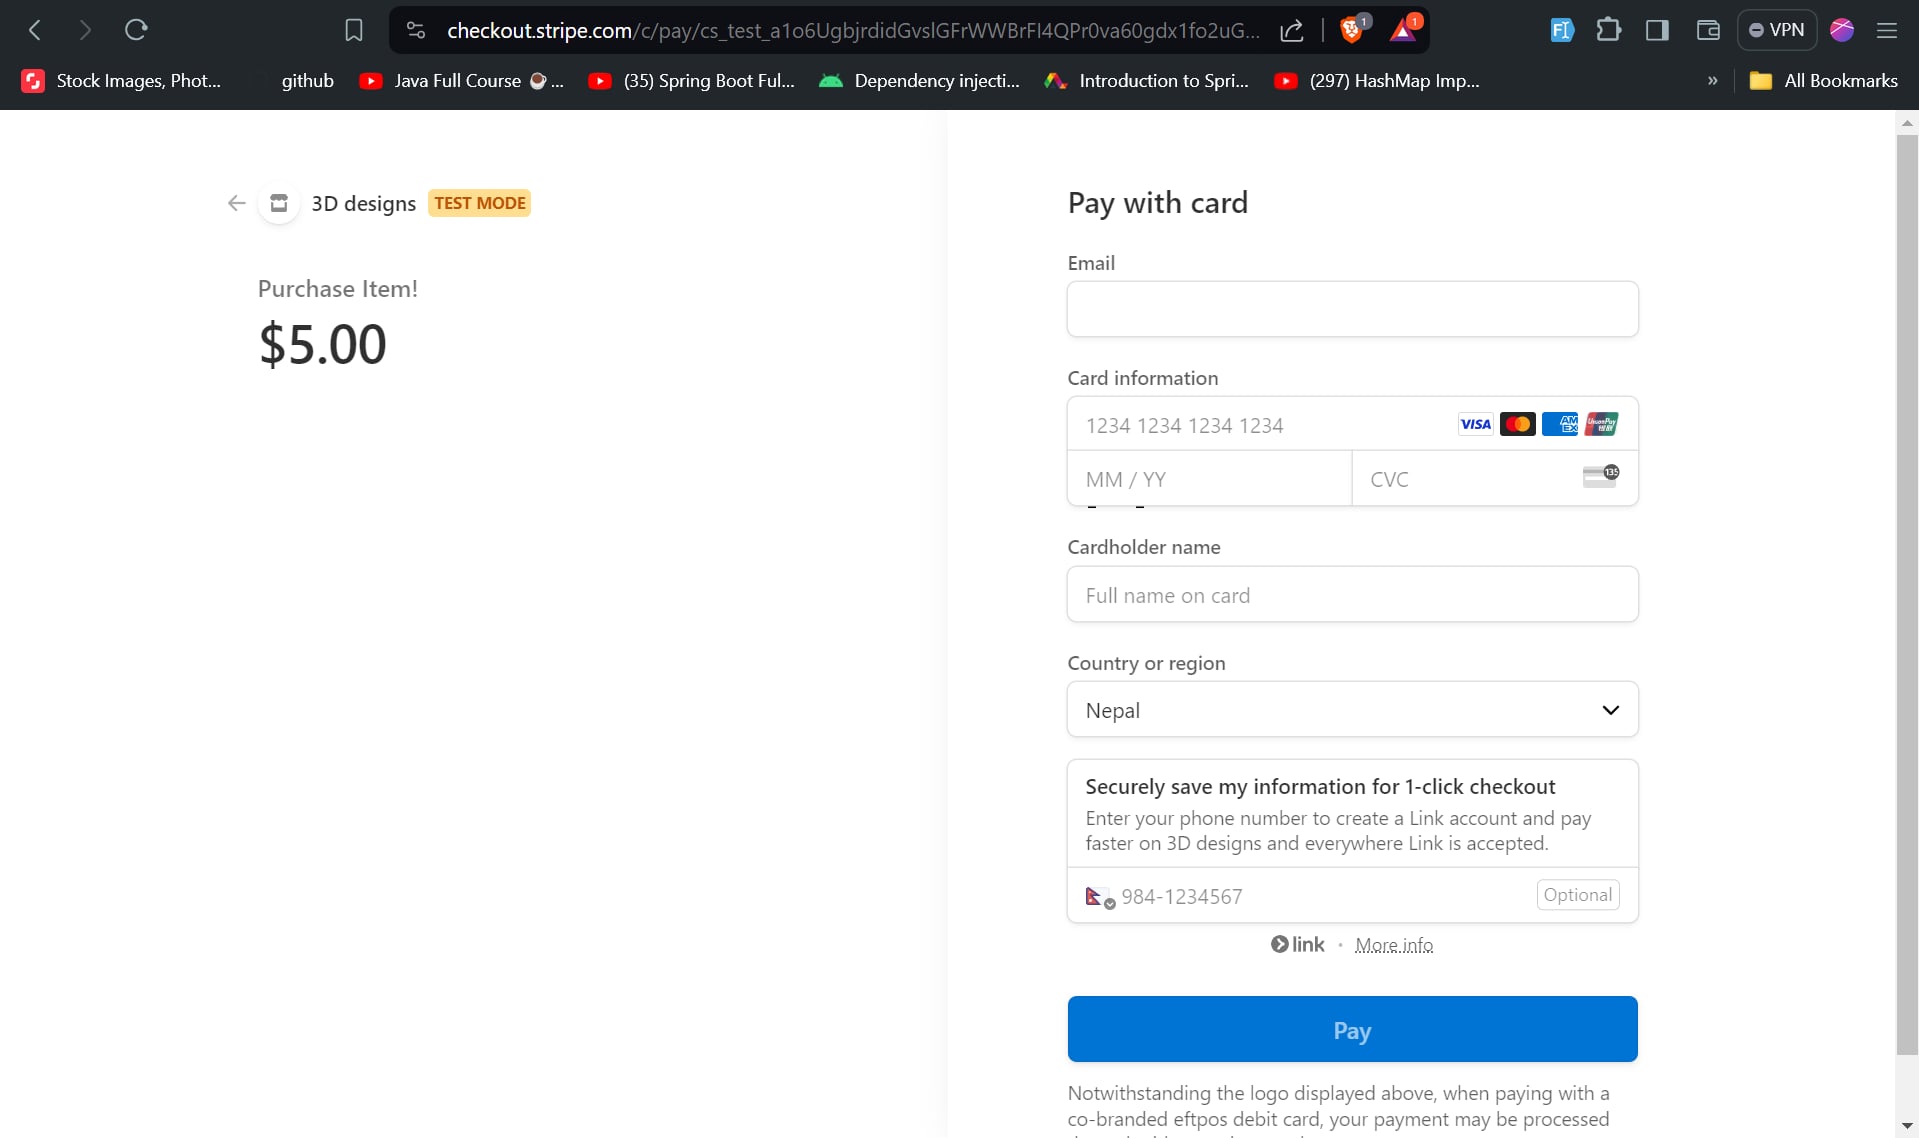 checkout.stripe.com/c/pay/cs_test_a1o6UgbjrdidGvslGFrWWBrFI4QPr0va60gdx1fo2uG...
1
1
VPN
Stock Images, Phot...
github
Java Full Course ...
(35) Spring Boot Ful...
Dependency injecti...
Introduction to Spri...
(297) HashMap Imp...
»
All Bookmarks
3D designs
TEST MODE
Purchase Item!
$5.00
Pay with card
Email
Card information
1234 1234 1234 1234
VISA
AM
EX
UnionPay
MM / YY
CVC
135
Cardholder name
Full name on card
Country or region
Nepal
Securely save my information for 1-click checkout
Enter your phone number to create a Link account and pay
faster on 3D designs and everywhere Link is accepted.
984-1234567
Optional
link
•
More info
Pay
Notwithstanding the logo displayed above, when paying with a
co-branded eftpos debit card, your payment may be processed